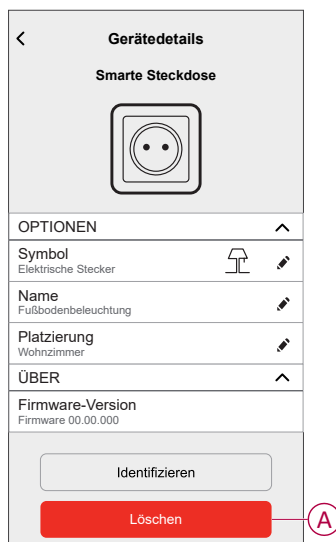 Gerätedetails
Smarte Steckdose
OPTIONEN
Symbol
Elektrische Stecker
Name
Fußbodenbeleuchtung
Platzierung
Wohnzimmer
ÜBER
Firmware-Version
Firmware 00.00.000
Identifizieren
Löschen
A